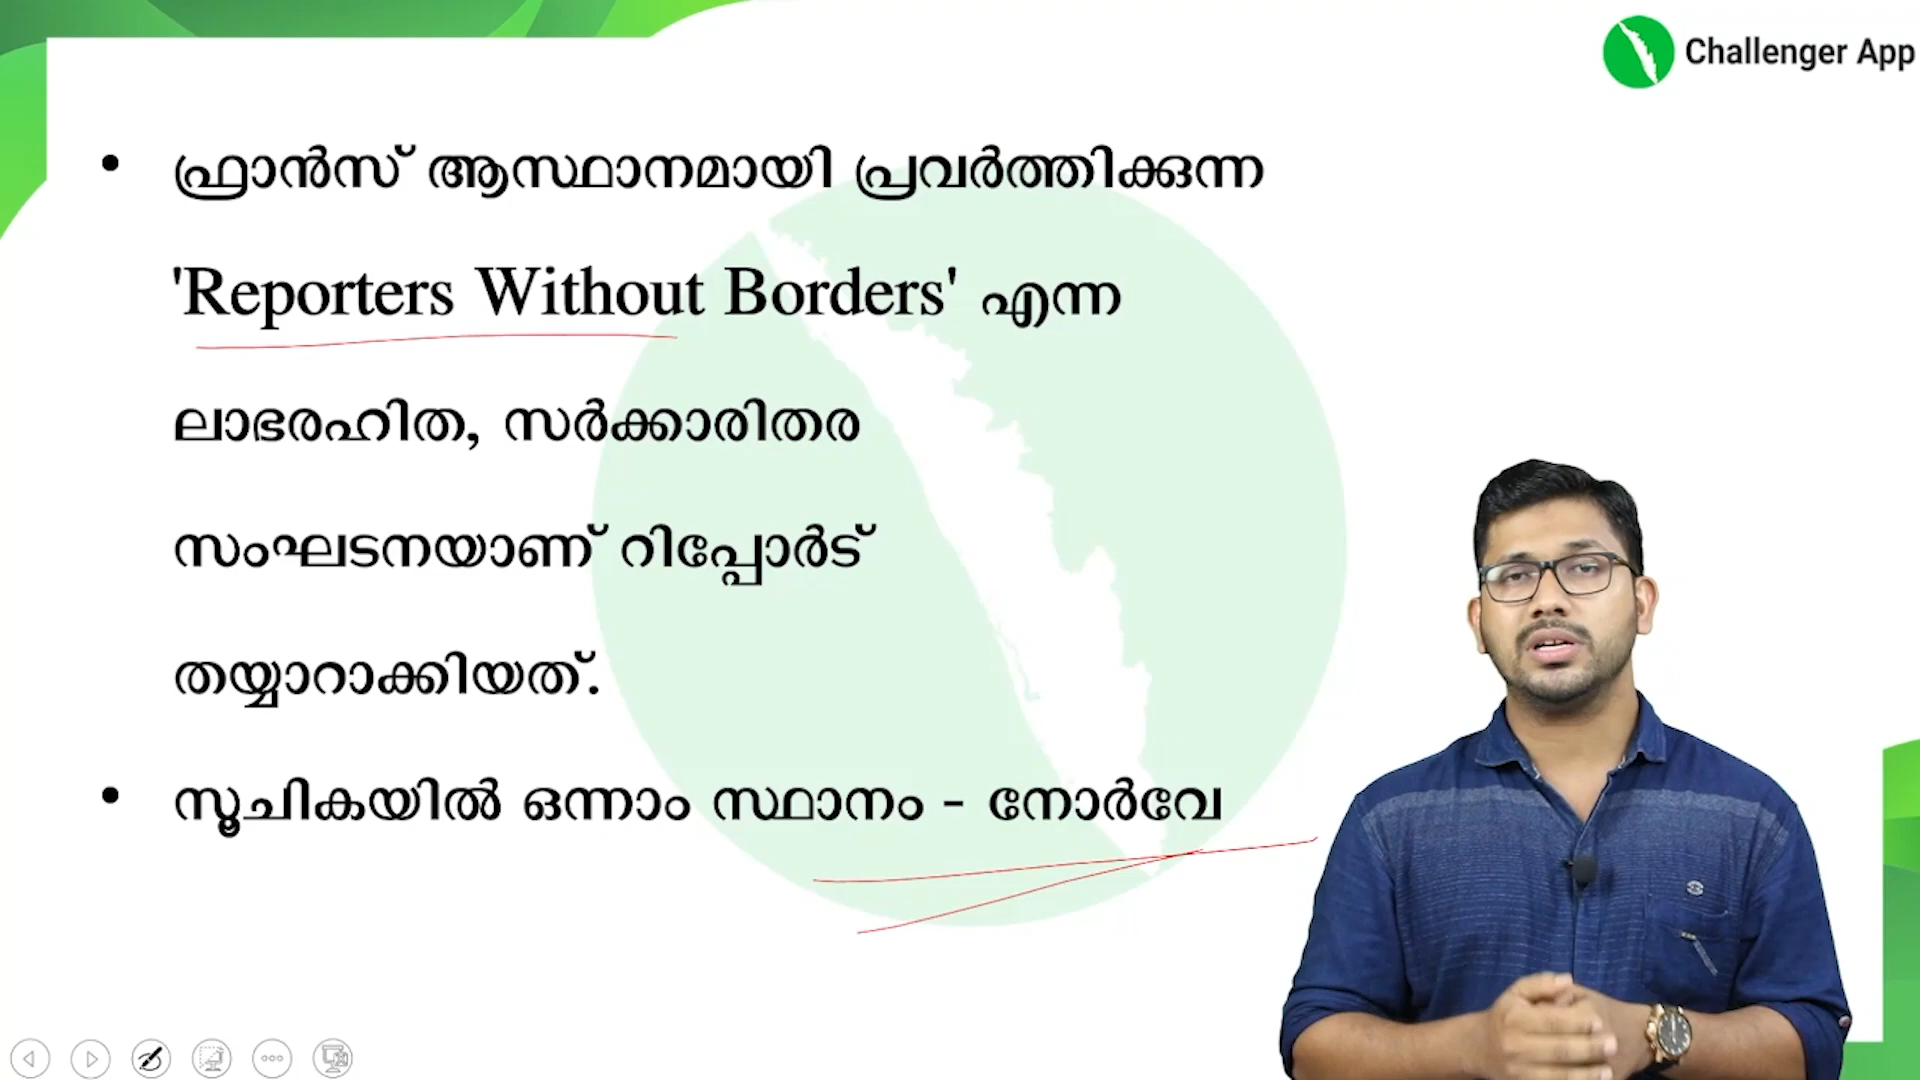 Challenger App
• ഫ്രാൻസ് ആസ്ഥാനമായി പ്രവർത്തിക്കുന്ന
'Reporters Without Borders' എന്ന
ലാഭരഹിത, സർക്കാരിതര
സംഘടനയാണ് റിപ്പോർട്
തയ്യാറാക്കിയത്.
• സൂചികയിൽ ഒന്നാം സ്ഥാനം - നോർവേ